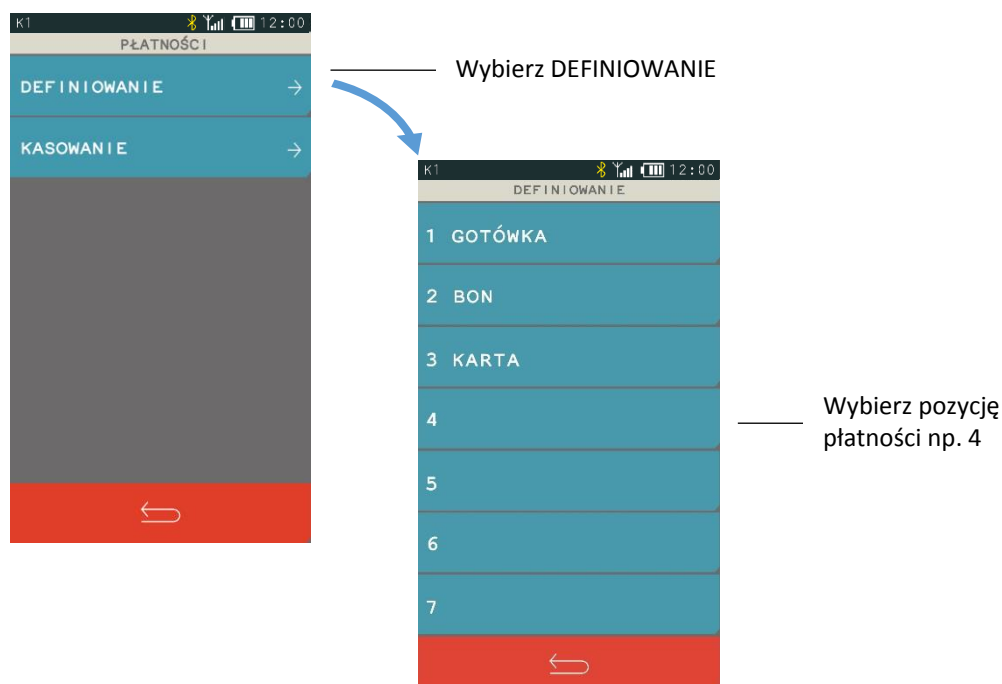 K1 12:00
PŁATNOŚCI
DEFINIOWANIE
KASOWANIE
Wybierz DEFINIOWANIE
K1 12:00
DEFINIOWANIE
1 GOTÓWKA
2 BON
3 KARTA
4
5
6
7
Wybierz pozycję
płatności np. 4